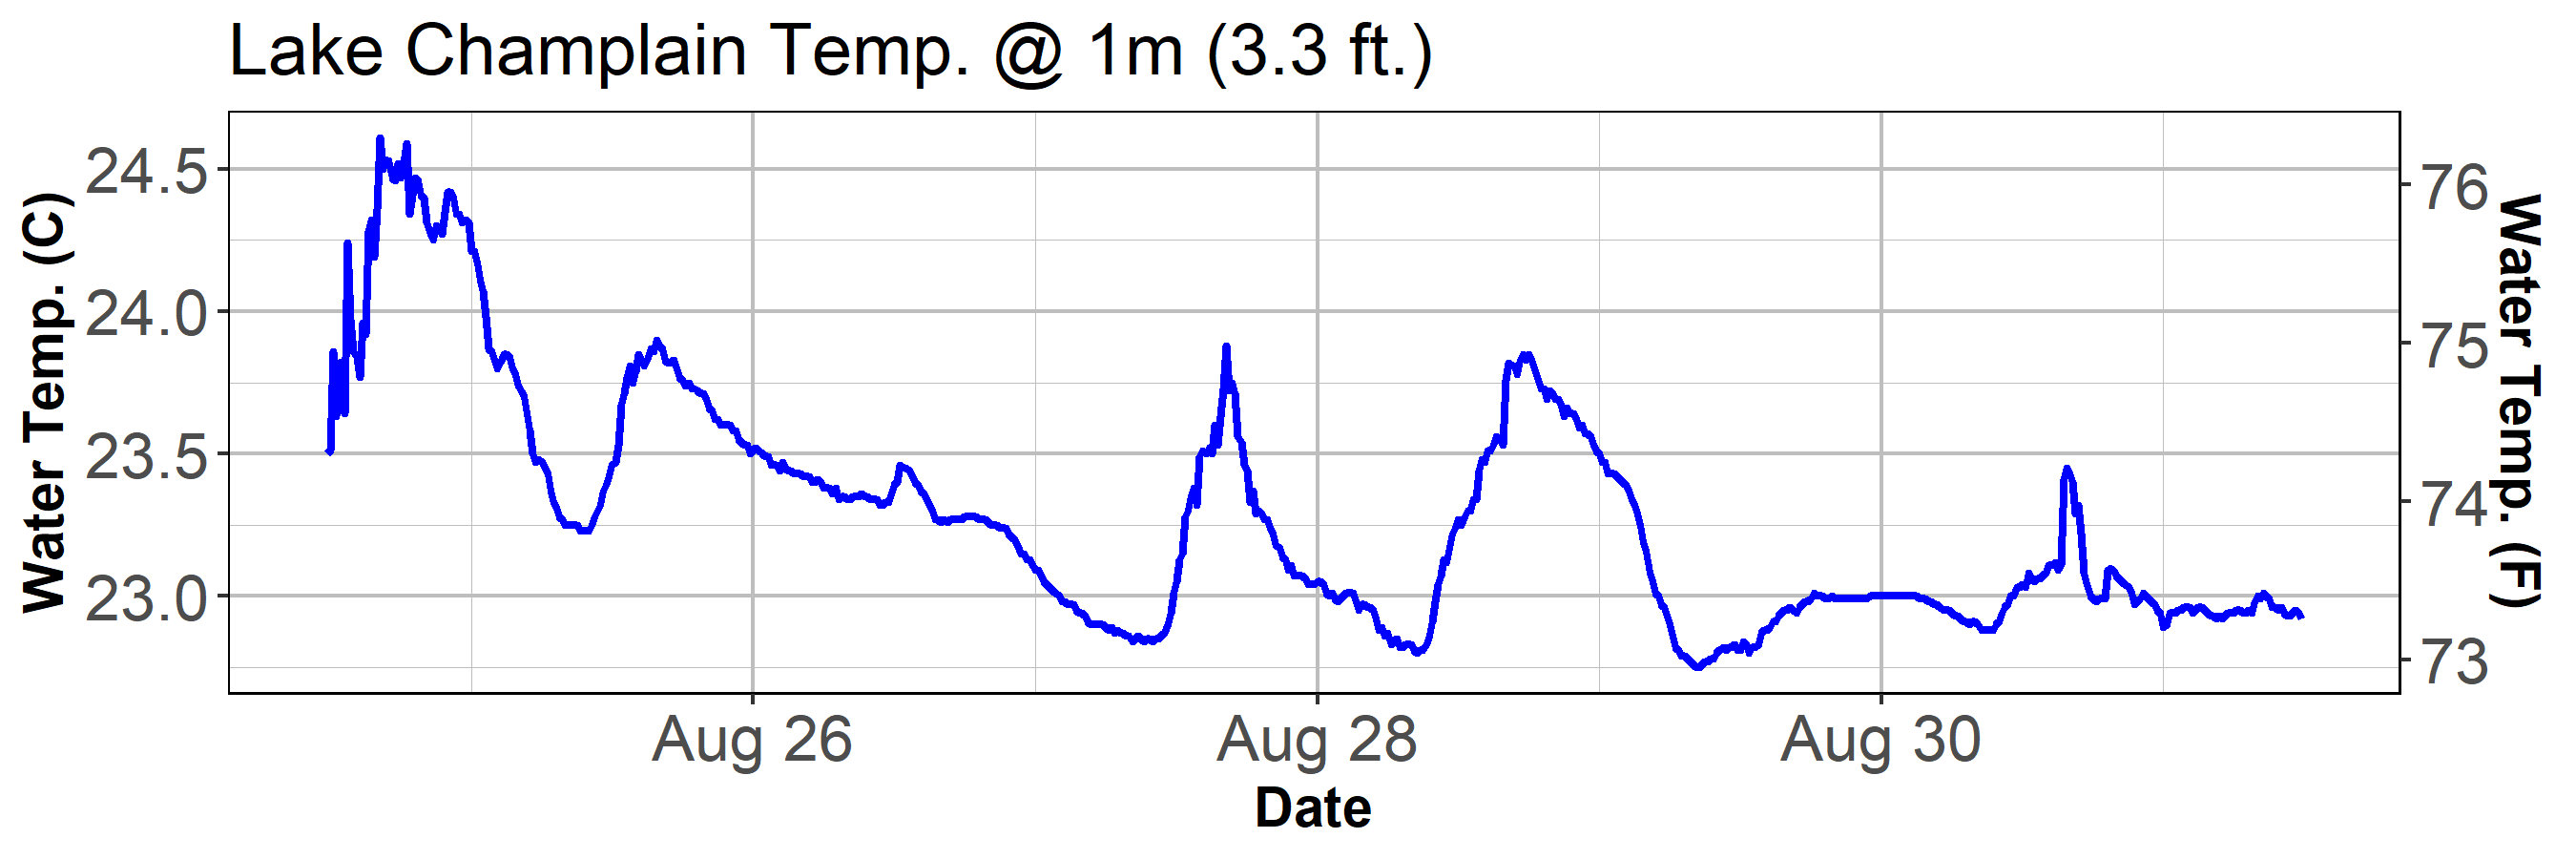 Lake Champlain Temp. @ 1m (3.3 ft.)
Water Temp. (C)
24.5
24.0
23.5
23.0
76
75
74
73
Water Temp. (F)
Aug 26
Aug 28
Aug 30
Date